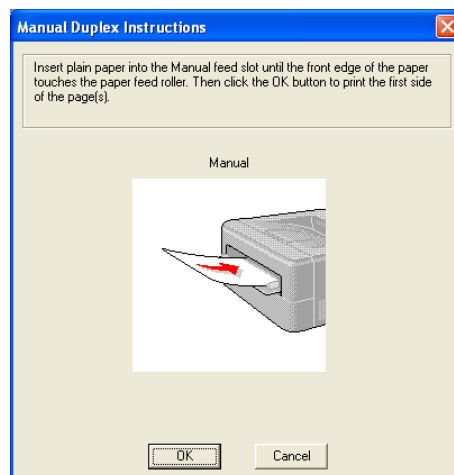 Manual Duplex Instructions
Insert plain paper into the Manual feed slot until the front edge of the paper
touches the paper feed roller. Then click the OK button to print the first side
of the page(s).
Manual
OK Cancel